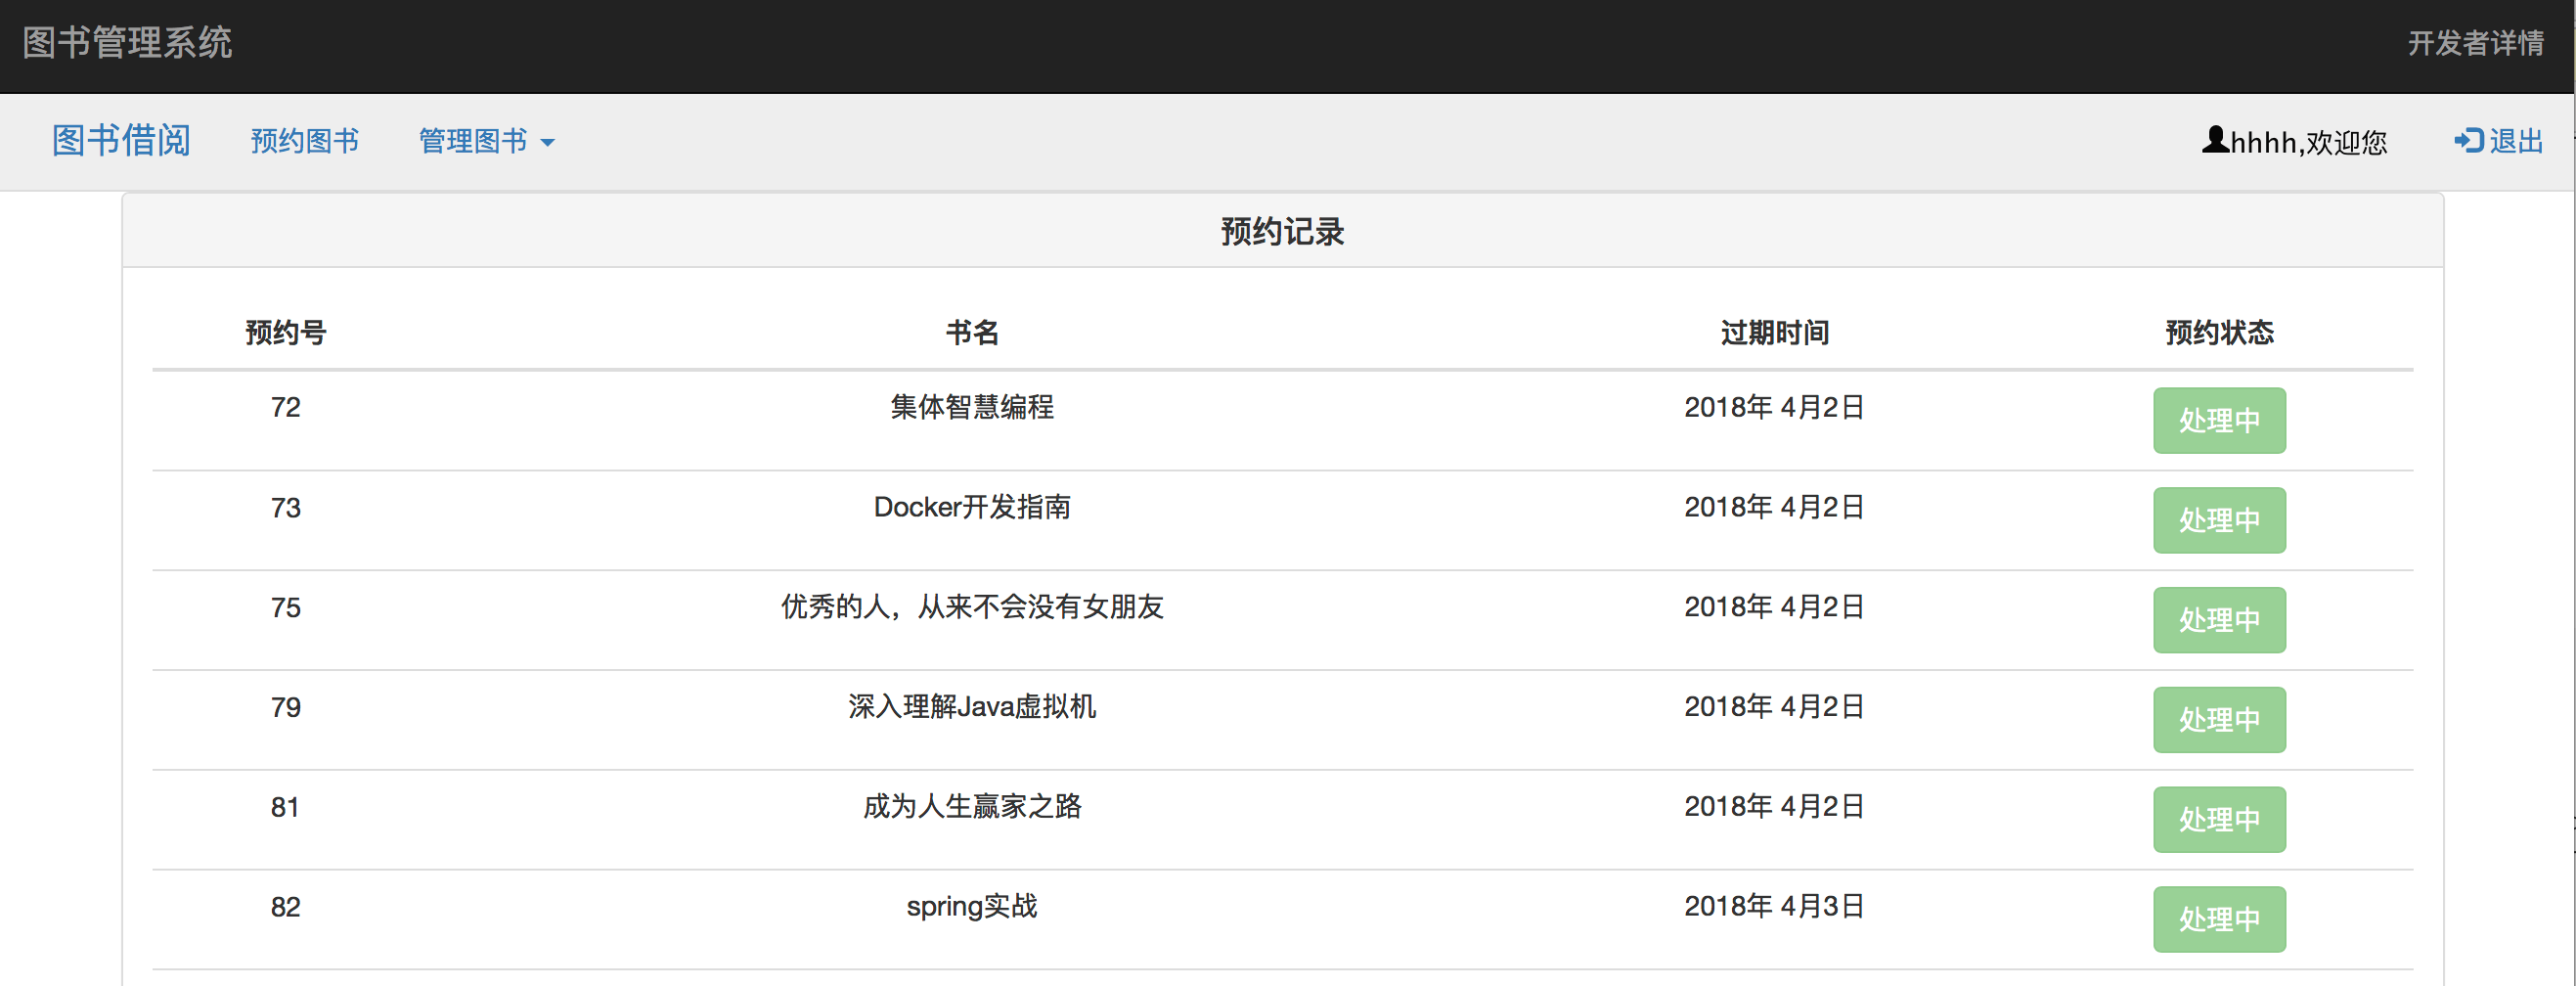 图书管理系统 开发者详情
图书借阅 预约图书 管理图书 hhhh,欢迎您 退出
预约记录
预约号 书名 过期时间 预约状态
72 集体智慧编程 2018年 4月2日 处理中
73 Docker开发指南 2018年 4月2日 处理中
75 优秀的人，从来不会没有女朋友 2018年 4月2日 处理中
79 深入理解Java虚拟机 2018年 4月2日 处理中
81 成为人生赢家之路 2018年 4月2日 处理中
82 spring实战 2018年 4月3日 处理中